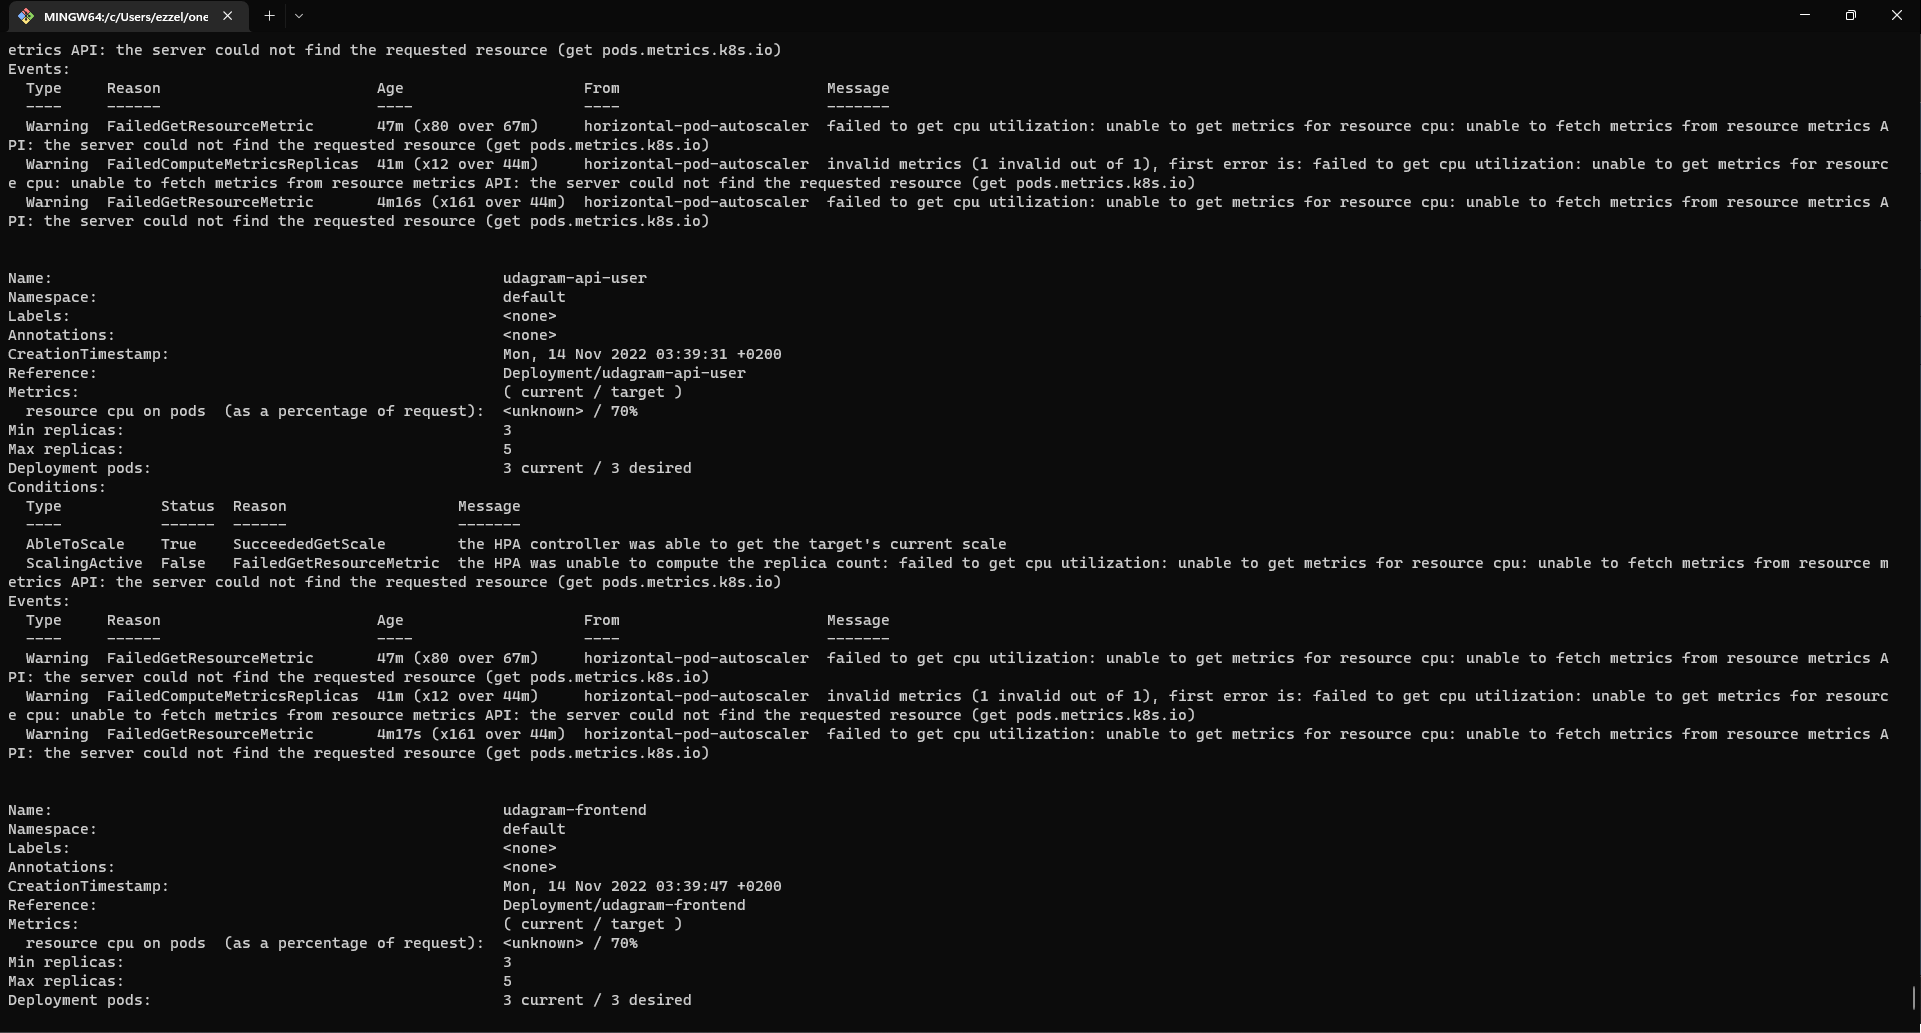 MINGW64:/c/Users/ezzel/one
etrics API: the server could not find the requested resource (get pods.metrics.k8s.io)
Events:
  Type     Reason                        Age                    From                       Message
  ----     ------                        ----                   ----                       -------
  Warning  FailedGetResourceMetric       47m (x80 over 67m)     horizontal-pod-autoscaler  failed to get cpu utilization: unable to get metrics for resource cpu: unable to fetch metrics from resource metrics A
PI: the server could not find the requested resource (get pods.metrics.k8s.io)
  Warning  FailedComputeMetricsReplicas  41m (x12 over 44m)     horizontal-pod-autoscaler  invalid metrics (1 invalid out of 1), first error is: failed to get cpu utilization: unable to get metrics for resourc
e cpu: unable to fetch metrics from resource metrics API: the server could not find the requested resource (get pods.metrics.k8s.io)
  Warning  FailedGetResourceMetric       4m16s (x161 over 44m)  horizontal-pod-autoscaler  failed to get cpu utilization: unable to get metrics for resource cpu: unable to fetch metrics from resource metrics A
PI: the server could not find the requested resource (get pods.metrics.k8s.io)
Name:                                                  udagram-api-user
Namespace:                                             default
Labels:                                                <none>
Annotations:                                           <none>
CreationTimestamp:                                     Mon, 14 Nov 2022 03:39:31 +0200
Reference:                                             Deployment/udagram-api-user
Metrics:                                               ( current / target )
  resource cpu on pods  (as a percentage of request):  <unknown> / 70%
Min replicas:                                          3
Max replicas:                                          5
Deployment pods:                                       3 current / 3 desired
Conditions:
  Type           Status  Reason                   Message
  ----           ------  ------                   -------
  AbleToScale    True    SucceededGetScale        the HPA controller was able to get the target's current scale
  ScalingActive  False   FailedGetResourceMetric  the HPA was unable to compute the replica count: failed to get cpu utilization: unable to get metrics for resource cpu: unable to fetch metrics from resource m
etrics API: the server could not find the requested resource (get pods.metrics.k8s.io)
Events:
  Type     Reason                        Age                    From                       Message
  ----     ------                        ----                   ----                       -------
  Warning  FailedGetResourceMetric       47m (x80 over 67m)     horizontal-pod-autoscaler  failed to get cpu utilization: unable to get metrics for resource cpu: unable to fetch metrics from resource metrics A
PI: the server could not find the requested resource (get pods.metrics.k8s.io)
  Warning  FailedComputeMetricsReplicas  41m (x12 over 44m)     horizontal-pod-autoscaler  invalid metrics (1 invalid out of 1), first error is: failed to get cpu utilization: unable to get metrics for resourc
e cpu: unable to fetch metrics from resource metrics API: the server could not find the requested resource (get pods.metrics.k8s.io)
  Warning  FailedGetResourceMetric       4m17s (x161 over 44m)  horizontal-pod-autoscaler  failed to get cpu utilization: unable to get metrics for resource cpu: unable to fetch metrics from resource metrics A
PI: the server could not find the requested resource (get pods.metrics.k8s.io)
Name:                                                  udagram-frontend
Namespace:                                             default
Labels:                                                <none>
Annotations:                                           <none>
CreationTimestamp:                                     Mon, 14 Nov 2022 03:39:47 +0200
Reference:                                             Deployment/udagram-frontend
Metrics:                                               ( current / target )
  resource cpu on pods  (as a percentage of request):  <unknown> / 70%
Min replicas:                                          3
Max replicas:                                          5
Deployment pods:                                       3 current / 3 desired